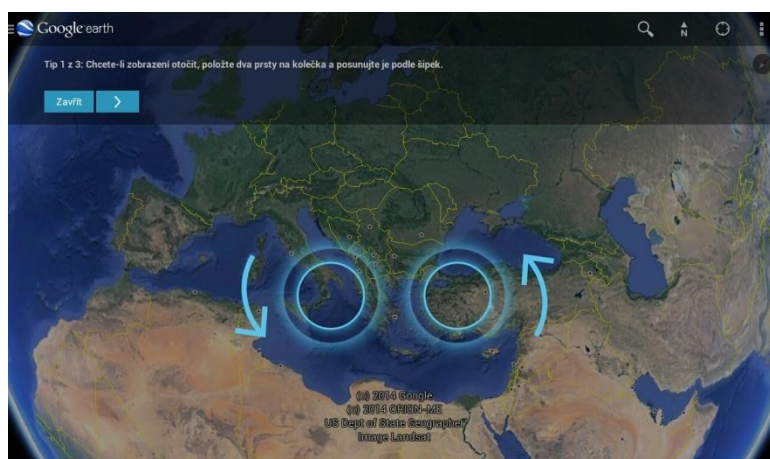 Google earth
N
Tip 1 z 3: Chcete-li zobrazení otočit, položte dva prsty na kolečka a posunujte je podle šipek.
Zavřít
(c) 2014 Google
(c) 2014 ORION-ME
US Dept of State Geographer
Image Landsat